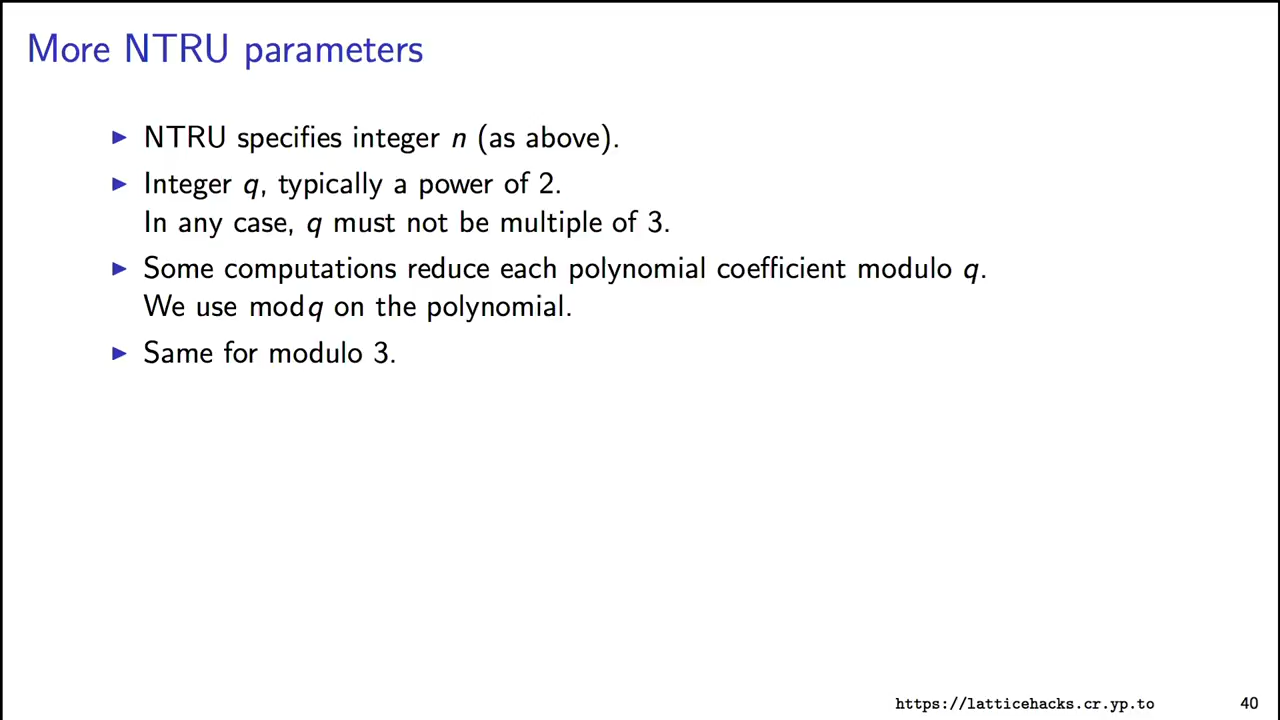 More NTRU parameters
▶ NTRU specifies integer n (as above).
▶ Integer q, typically a power of 2.
In any case, q must not be multiple of 3.
▶ Some computations reduce each polynomial coefficient modulo q.
We use mod q on the polynomial.
▶ Same for modulo 3.
https://latticehacks.cr.yp.to 40